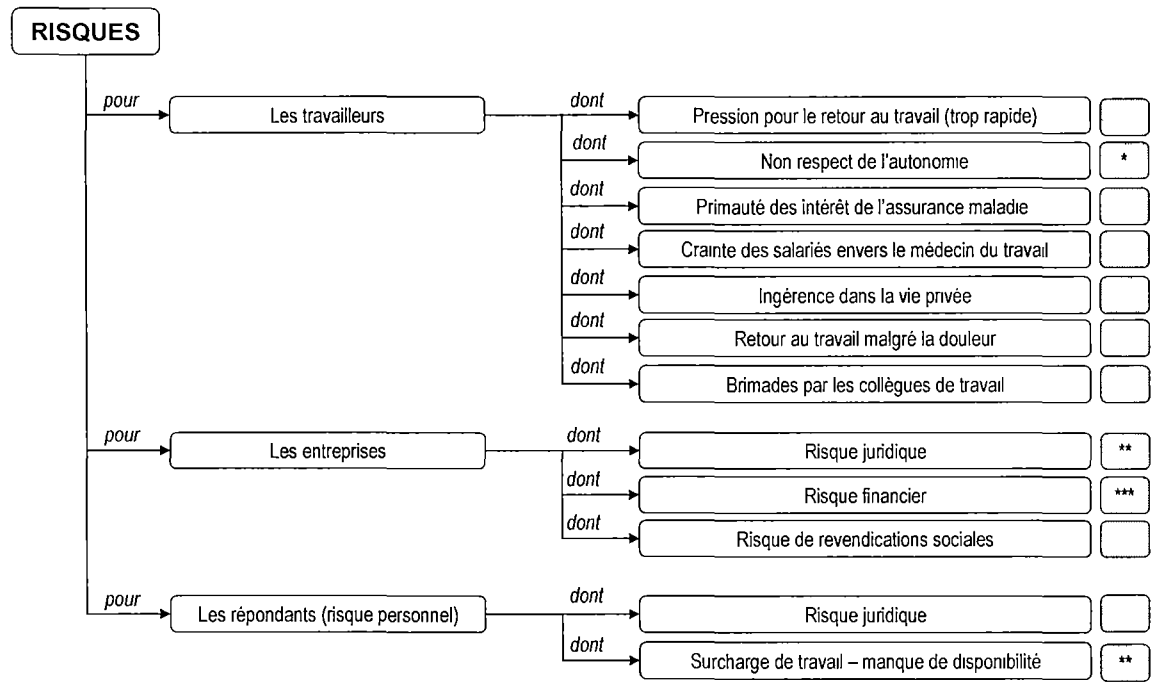 RISQUES
pour
Les travailleurs
dont
Pression pour le retour au travail (trop rapide)
dont
Non respect de l'autonomie
*
dont
Primauté des intérêt de l'assurance maladie
dont
Crainte des salariés envers le médecin du travail
dont
Ingérence dans la vie privée
dont
Retour au travail malgré la douleur
dont
Brimades par les collègues de travail
pour
Les entreprises
dont
Risque juridique
**
dont
Risque financier
***
dont
Risque de revendications sociales
pour
Les répondants (risque personnel)
dont
Risque juridique
dont
Surcharge de travail – manque de disponibilité
**